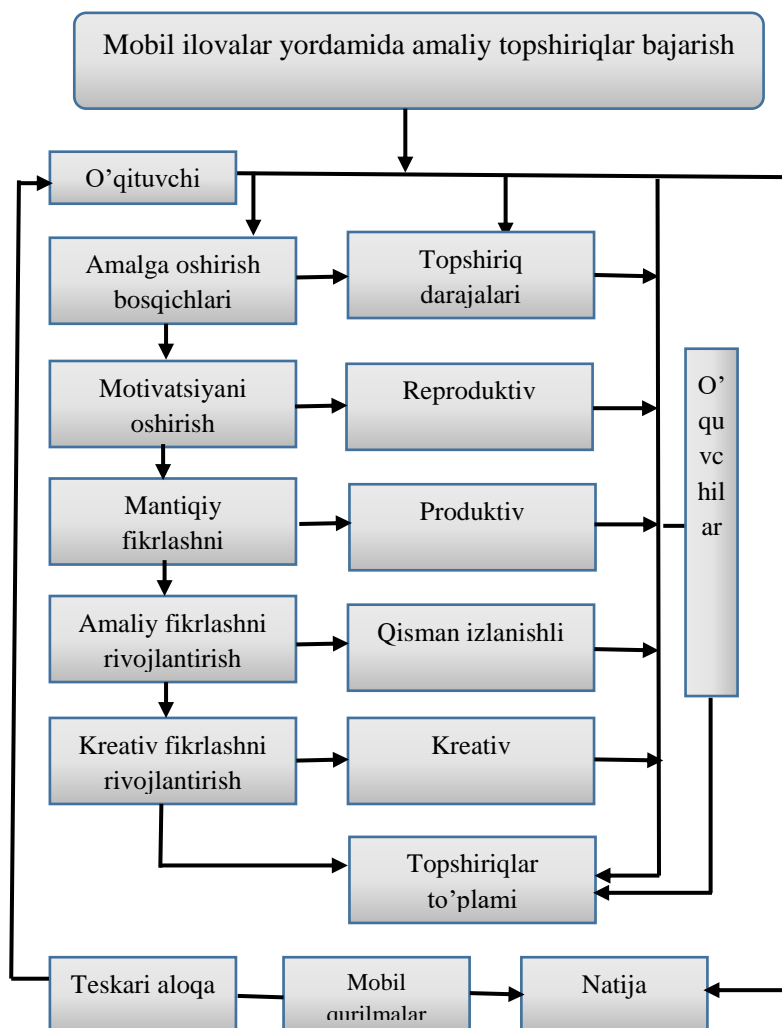 Mobil ilovalar yordamida amaliy topshiriqlar bajarish
O’qituvchi
Amalga oshirish
bosqichlari
Topshiriq
darajalari
Motivatsiyani
oshirish
Reproduktiv
O’
qu
vc
hil
ar
Mantiqiy
fikrlashni
Produktiv
Amaliy fikrlashni
rivojlantirish
Qisman izlanishli
Kreativ fikrlashni
rivojlantirish
Kreativ
Topshiriqlar
to’plami
Teskari aloqa
Mobil
qurilmalar
Natija